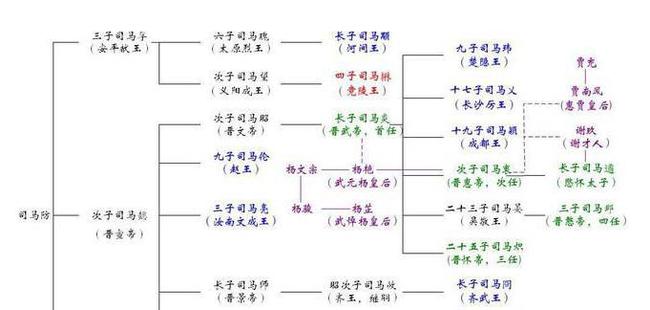 三子司马孚
(安平献王)
六子司马瑰
(太原烈王)
长子司马颙
(河间王)
九子司马玮
(楚隐王)
贾充
次子司马望
(义阳成王)
四子司马楙
(竟陵王)
十七子司马乂
(长沙厉王)
贾南风
(惠贾皇后)
次子司马昭
(晋文帝)
长子司马炎
(晋武帝,首任)
十九子司马颖
(成都王)
谢玖
(谢才人)
九子司马伦
(赵王)
杨文宗
杨艳
(武元杨皇后)
次子司马衷
(晋惠帝,次任)
长子司马遹
(愍怀太子)
司马防
次子司马懿
(晋宣帝)
三子司马亮
(汝南文成王)
杨骏
杨芷
(武悼杨皇后)
二十三子司马晏
(吴敬王)
三子司马邺
(晋愍帝,四任)
二十五子司马炽
(晋怀帝,三任)
长子司马师
(晋景帝)
昭次子司马攸
(齐王,继嗣)
长子司马冏
(齐武王)